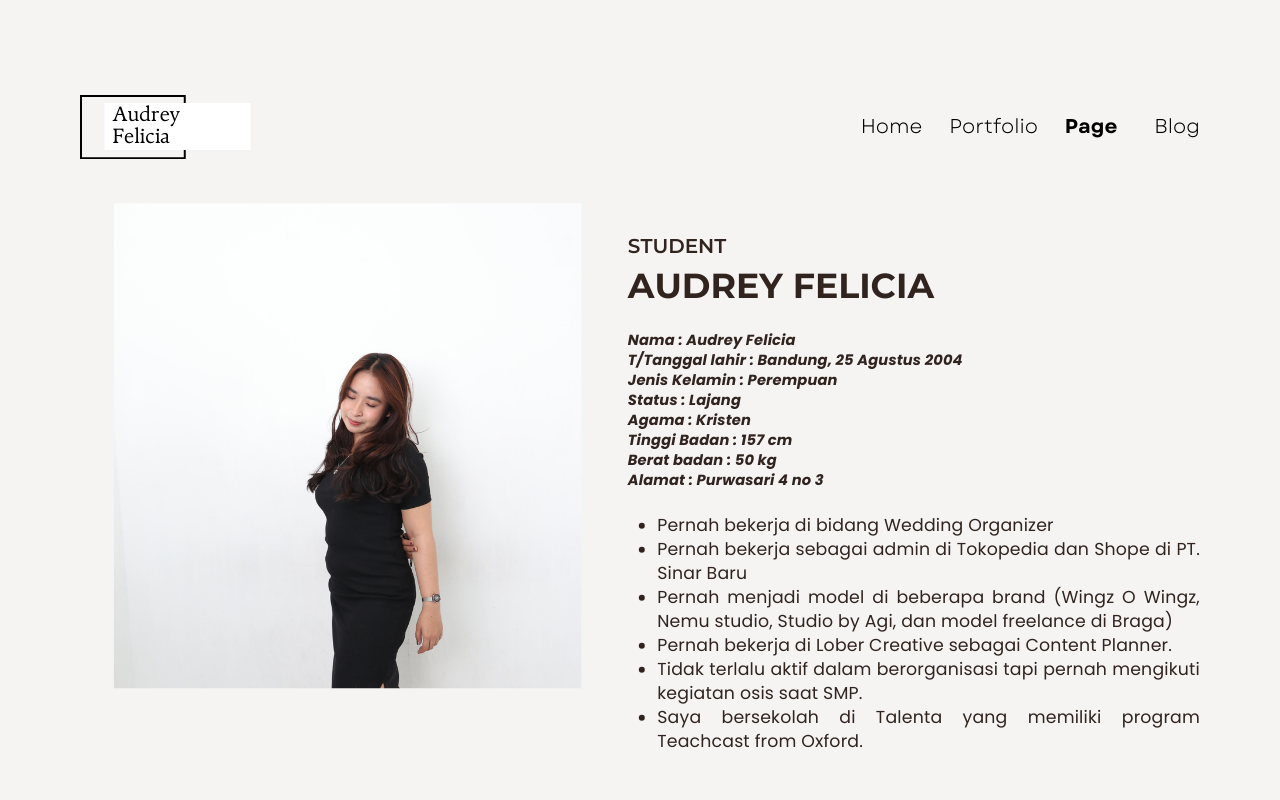 Audrey
Felicia
Home Portfolio Page Blog
STUDENT
AUDREY FELICIA
Nama : Audrey Felicia
T/Tanggal lahir : Bandung, 25 Agustus 2004
Jenis Kelamin : Perempuan
Status : Lajang
Agama : Kristen
Tinggi Badan : 157 cm
Berat badan : 50 kg
Alamat : Purwasari 4 no 3
• Pernah bekerja di bidang Wedding Organizer
• Pernah bekerja sebagai admin di Tokopedia dan Shope di PT.
Sinar Baru
• Pernah menjadi model di beberapa brand (Wingz O Wingz,
Nemu studio, Studio by Agi, dan model freelance di Braga)
• Pernah bekerja di Lober Creative sebagai Content Planner.
• Tidak terlalu aktif dalam berorganisasi tapi pernah mengikuti
kegiatan osis saat SMP.
• Saya bersekolah di Talenta yang memiliki program
Teachcast from Oxford.